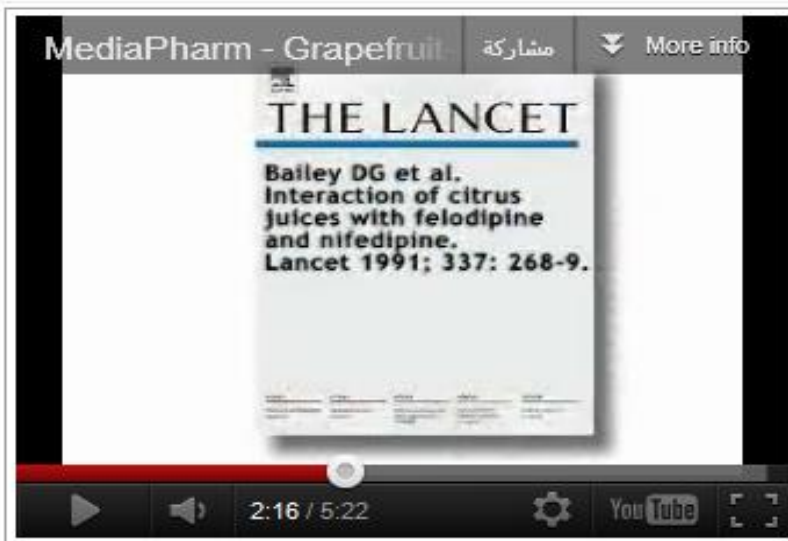 MediaPharm - Grapefruit-
مشاركة
More info
THE LANCET
Bailey DG et al.
Interaction of citrus
juices with felodipine
and nifedipine.
Lancet 1991; 337: 268-9.
2:16 / 5:22
YouTube